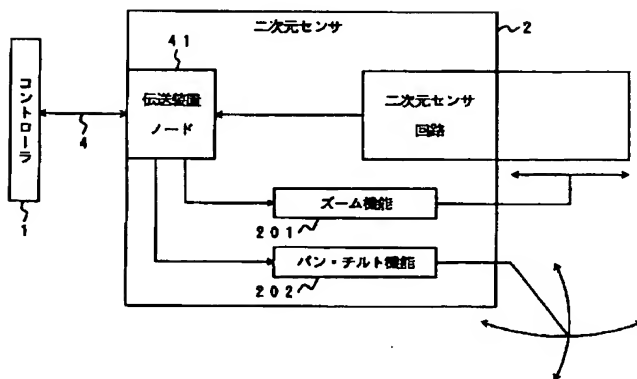 二次元センサ
2
41
コントローラ
伝送装置
ノード
二次元センサ
回路
4
1
ズーム機能
201
パン・チルト機能
202